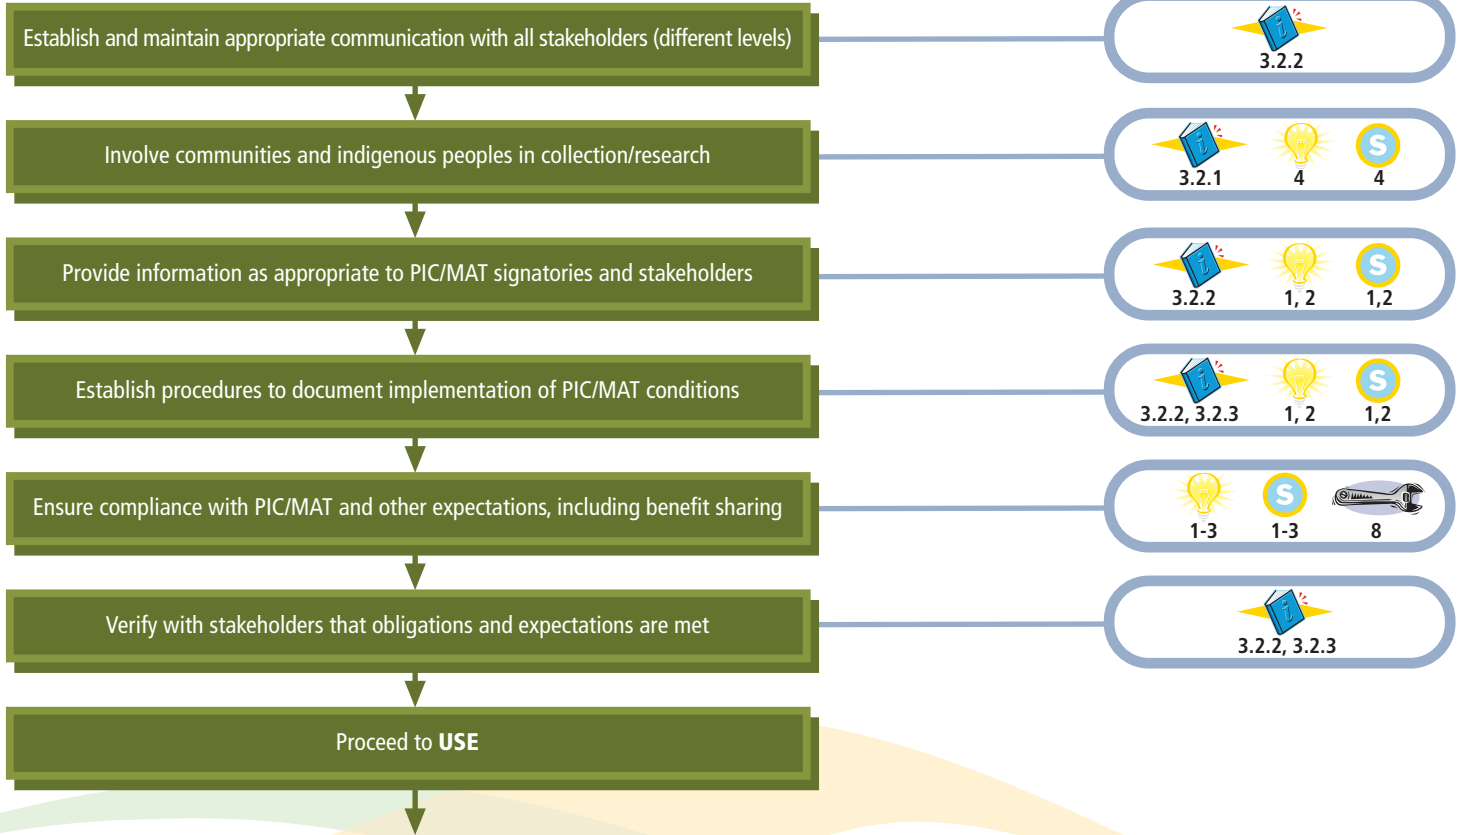 Establish and maintain appropriate communication with all stakeholders (different levels)
i
3.2.2
Involve communities and indigenous peoples in collection/research
i S
3.2.1 4 4
Provide information as appropriate to PIC/MAT signatories and stakeholders
i S
3.2.2 1, 2 1,2
Establish procedures to document implementation of PIC/MAT conditions
i S
3.2.2, 3.2.3 1, 2 1,2
Ensure compliance with PIC/MAT and other expectations, including benefit sharing
S
1-3 1-3 8
Verify with stakeholders that obligations and expectations are met
i
3.2.2, 3.2.3
Proceed to USE